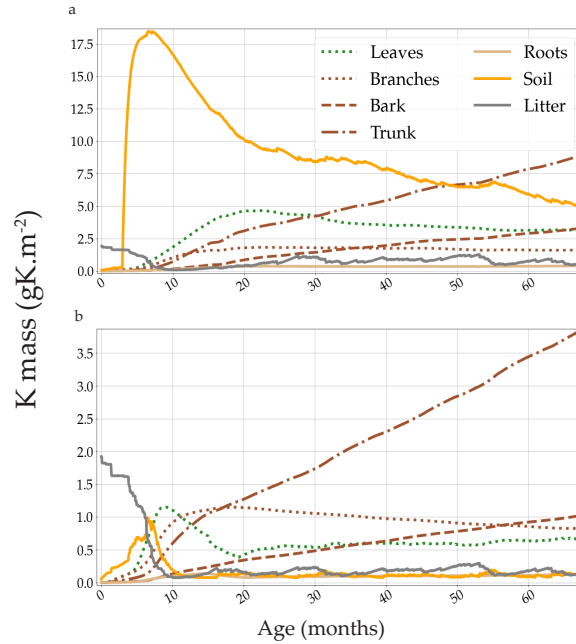 a
17.5
15.0
12.5
10.0
7.5
5.0
2.5
0.0
Leaves
Branches
Bark
Trunk
Roots
Soil
Litter
0
10
20
30
40
50
60
K mass (gK.m⁻²)
b
3.5
3.0
2.5
2.0
1.5
1.0
0.5
0.0
0
10
20
30
40
50
60
Age (months)